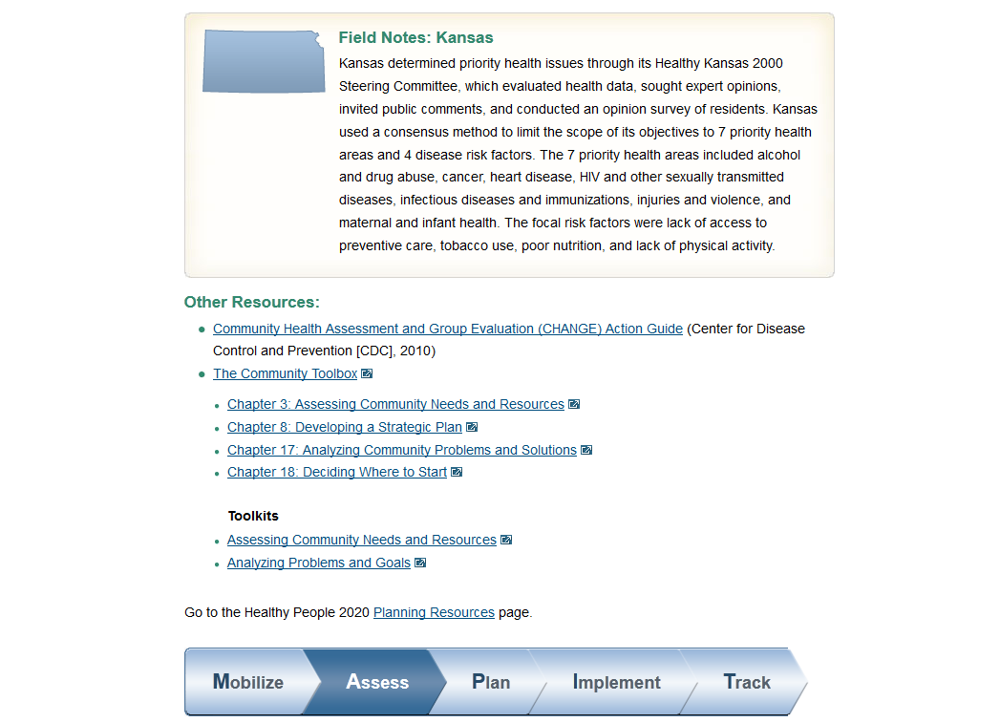 Field Notes: Kansas
Kansas determined priority health issues through its Healthy Kansas 2000
Steering Committee, which evaluated health data, sought expert opinions,
invited public comments, and conducted an opinion survey of residents. Kansas
used a consensus method to limit the scope of its objectives to 7 priority health
areas and 4 disease risk factors. The 7 priority health areas included alcohol
and drug abuse, cancer, heart disease, HIV and other sexually transmitted
diseases, infectious diseases and immunizations, injuries and violence, and
maternal and infant health. The focal risk factors were lack of access to
preventive care, tobacco use, poor nutrition, and lack of physical activity.
Other Resources:
Community Health Assessment and Group Evaluation (CHANGE) Action Guide (Center for Disease
Control and Prevention [CDC], 2010)
The Community Toolbox
Chapter 3: Assessing Community Needs and Resources
Chapter 8: Developing a Strategic Plan
Chapter 17: Analyzing Community Problems and Solutions
Chapter 18: Deciding Where to Start
Toolkits
Assessing Community Needs and Resources
Analyzing Problems and Goals
Go to the Healthy People 2020 Planning Resources page.
Mobilize Assess Plan Implement Track